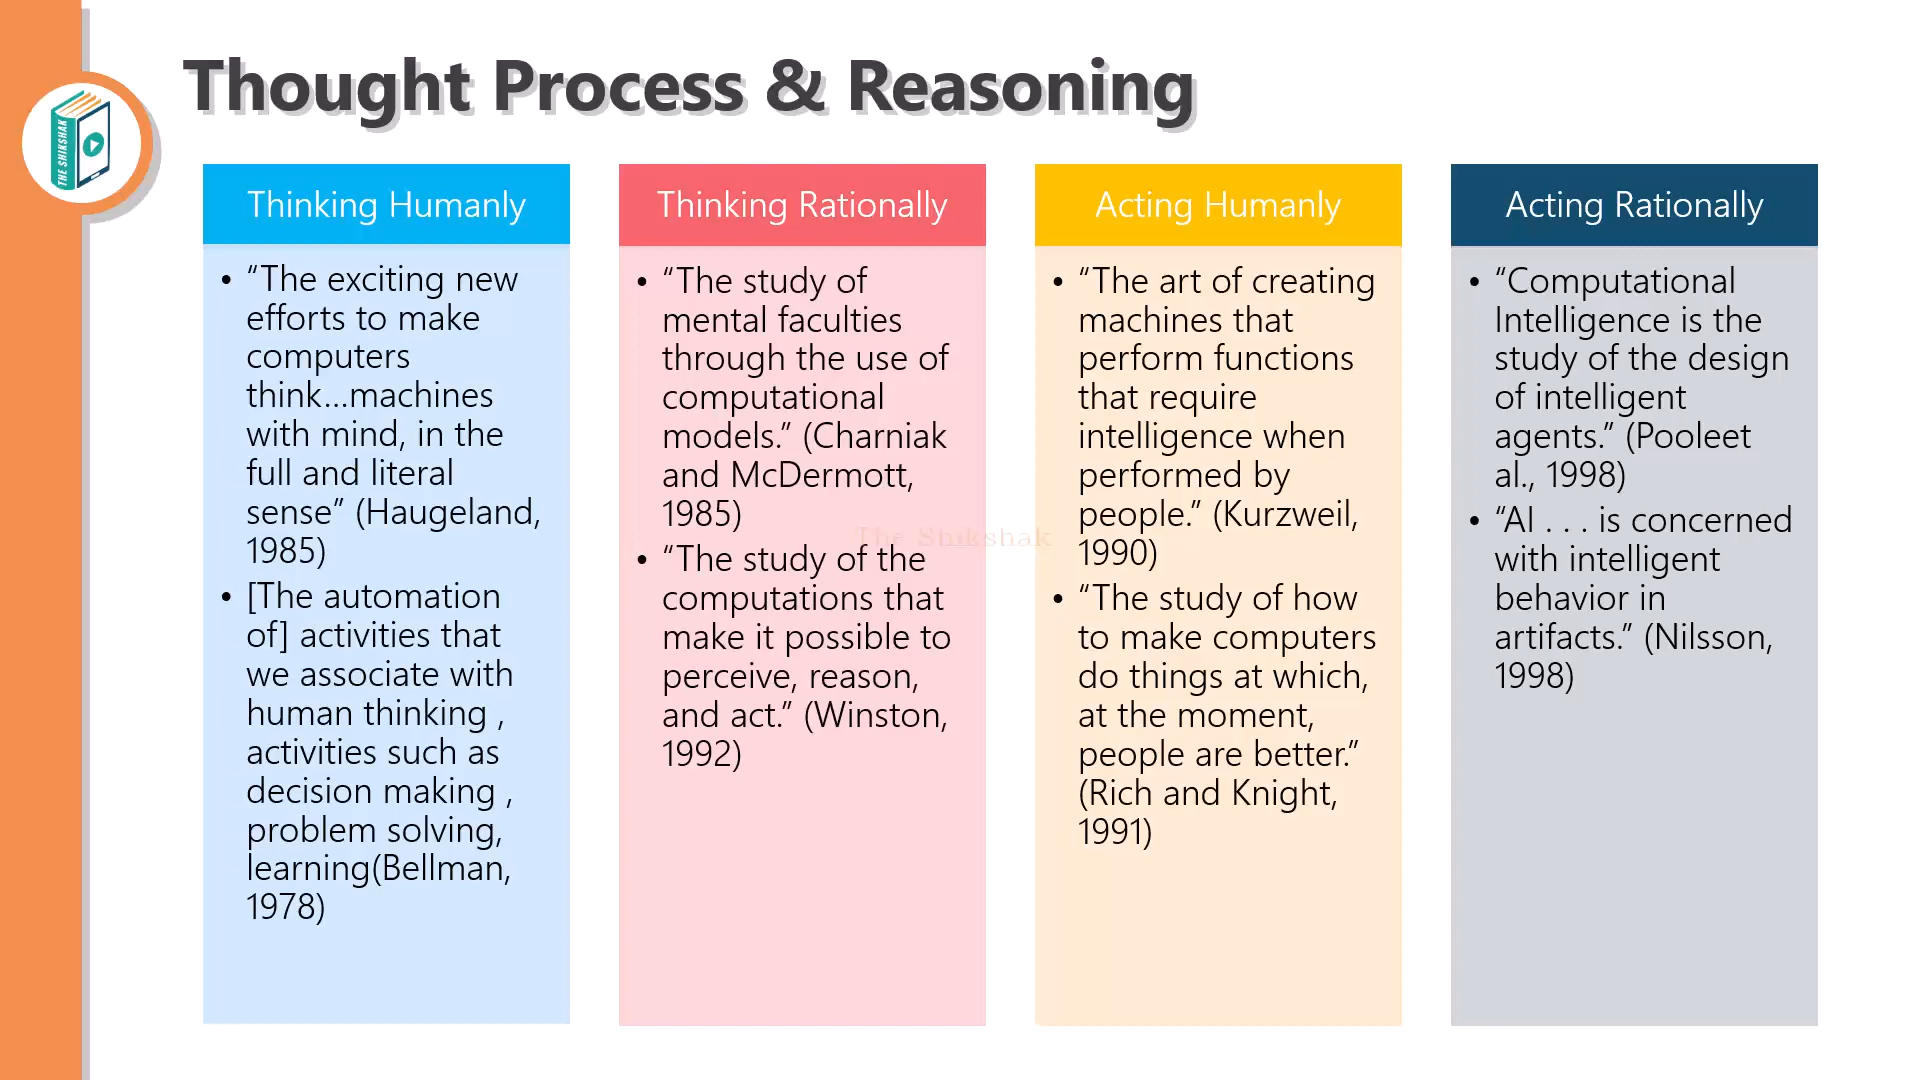 Thought Process & Reasoning
THE SHIKSHAK
Thinking Humanly
• “The exciting new
efforts to make
computers
think...machines
with mind, in the
full and literal
sense” (Haugeland,
1985)
• [The automation
of] activities that
we associate with
human thinking ,
activities such as
decision making ,
problem solving,
learning(Bellman,
1978)
Thinking Rationally
• “The study of
mental faculties
through the use of
computational
models.” (Charniak
and McDermott,
1985)
• “The study of the
computations that
make it possible to
perceive, reason,
and act.” (Winston,
1992)
The Shikshak
Acting Humanly
• “The art of creating
machines that
perform functions
that require
intelligence when
performed by
people.” (Kurzweil,
1990)
• “The study of how
to make computers
do things at which,
at the moment,
people are better.”
(Rich and Knight,
1991)
Acting Rationally
• “Computational
Intelligence is the
study of the design
of intelligent
agents.” (Pooleet
al., 1998)
• “AI . . . is concerned
with intelligent
behavior in
artifacts.” (Nilsson,
1998)